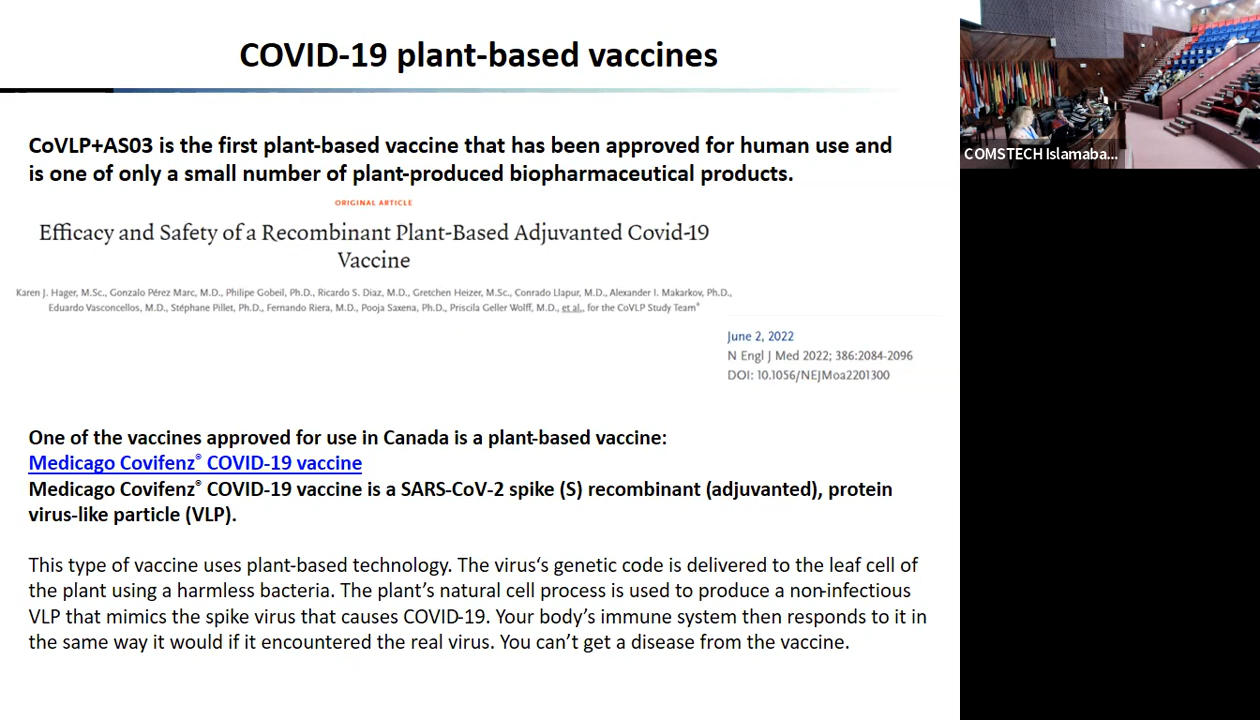 COVID-19 plant-based vaccines
CoVLP+AS03 is the first plant-based vaccine that has been approved for human use and
is one of only a small number of plant-produced biopharmaceutical products.
ORIGINAL ARTICLE
Efficacy and Safety of a Recombinant Plant-Based Adjuvanted Covid-19
Vaccine
Karen J. Hager, M.Sc., Gonzalo Pérez Marc, M.D., Philipe Gobeil, Ph.D., Ricardo S. Diaz, M.D., Gretchen Heizer, M.Sc., Conrado Llapur, M.D., Alexander I. Makarkov, Ph.D.,
Eduardo Vasconcellos, M.D., Stéphane Pillet, Ph.D., Fernando Riera, M.D., Pooja Saxena, Ph.D., Priscila Geller Wolff, M.D., et al., for the CoVLP Study Team*
June 2, 2022
N Engl J Med 2022; 386:2084-2096
DOI: 10.1056/NEJMoa2201300
One of the vaccines approved for use in Canada is a plant-based vaccine:
Medicago Covifenz® COVID-19 vaccine
Medicago Covifenz® COVID-19 vaccine is a SARS-CoV-2 spike (S) recombinant (adjuvanted), protein
virus-like particle (VLP).
This type of vaccine uses plant-based technology. The virus‘s genetic code is delivered to the leaf cell of
the plant using a harmless bacteria. The plant’s natural cell process is used to produce a non-infectious
VLP that mimics the spike virus that causes COVID-19. Your body’s immune system then responds to it in
the same way it would if it encountered the real virus. You can’t get a disease from the vaccine.
COMSTECH Islamaba...